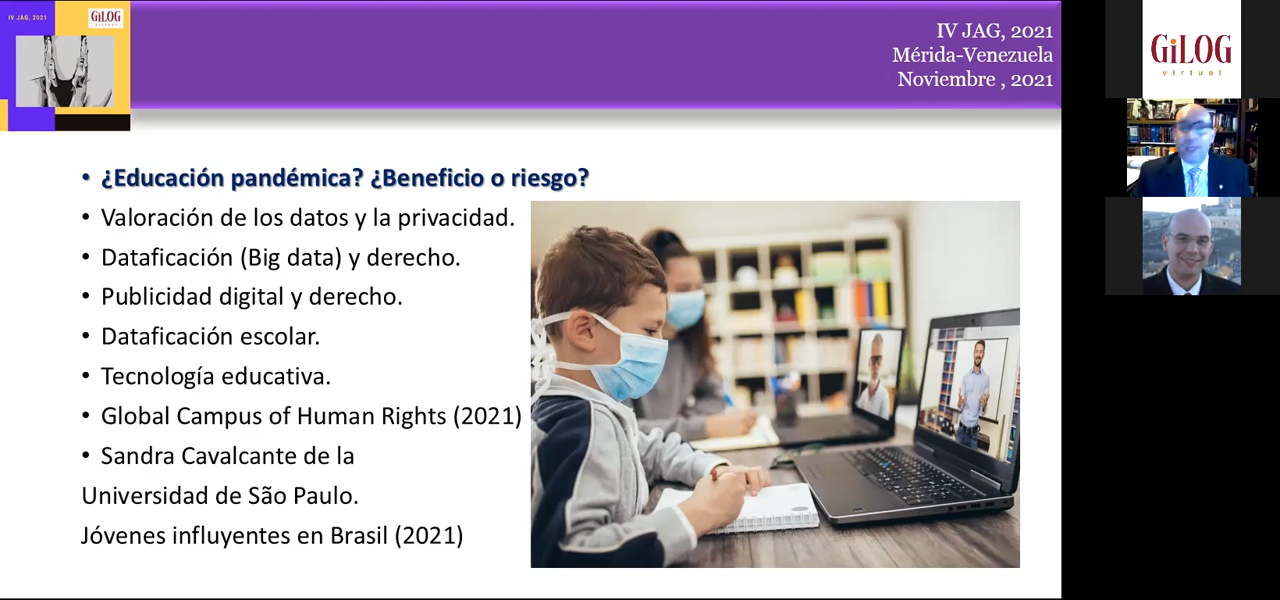 IV JAG, 2021
GiLOG
virtual
IV JAG, 2021
Mérida-Venezuela
Noviembre , 2021
• ¿Educación pandémica? ¿Beneficio o riesgo?
• Valoración de los datos y la privacidad.
• Dataficación (Big data) y derecho.
• Publicidad digital y derecho.
• Dataficación escolar.
• Tecnología educativa.
• Global Campus of Human Rights (2021)
• Sandra Cavalcante de la
Universidad de São Paulo.
Jóvenes influyentes en Brasil (2021)
GiLOG
virtual